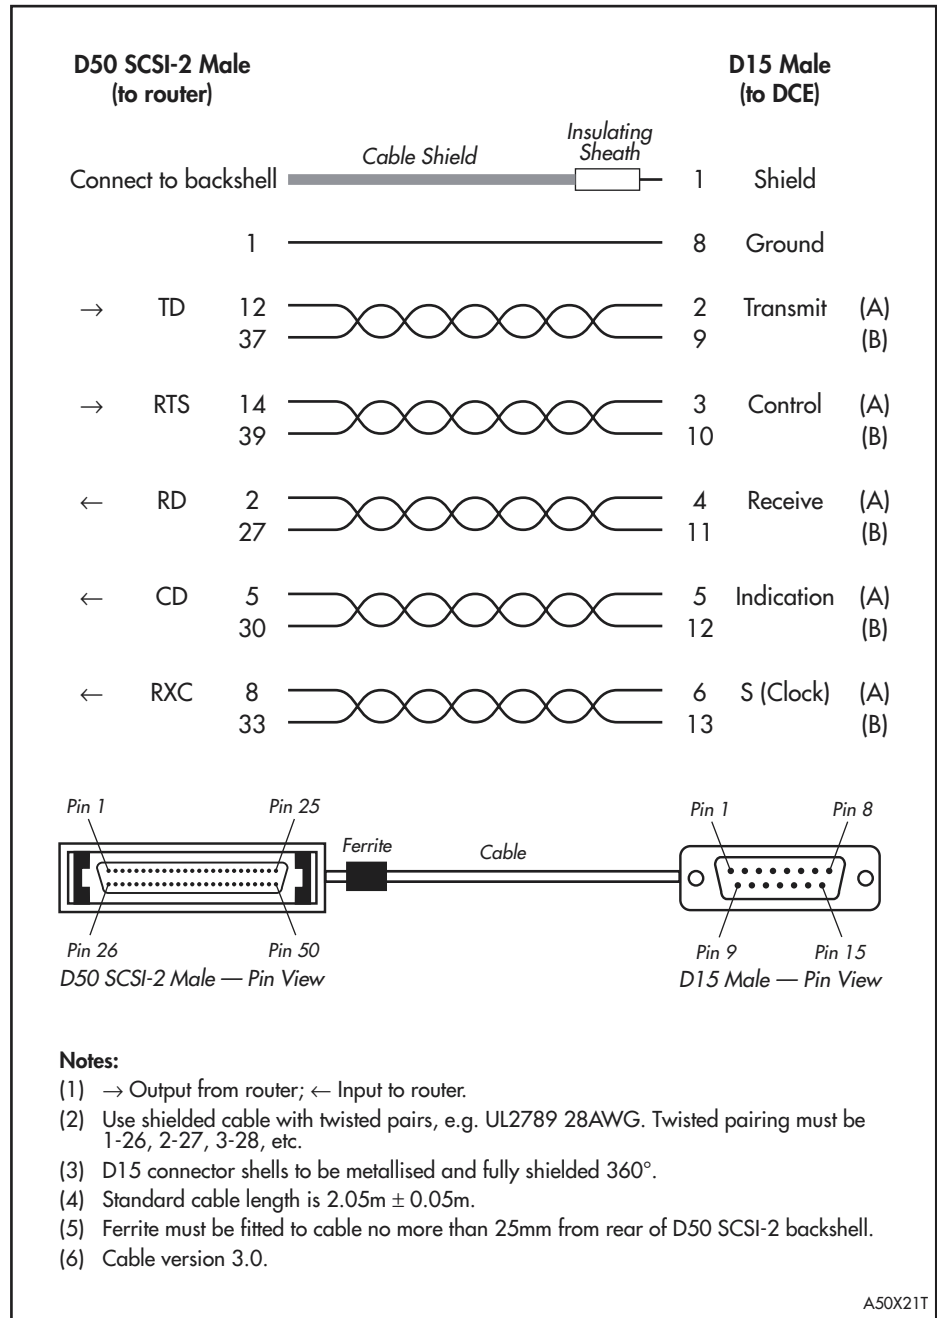 D50 SCSI-2 Male
(to router)
D15 Male
(to DCE)
Connect to backshell
Cable Shield
Insulating
Sheath
1 Shield
1 8 Ground
→ TD 12 2 Transmit (A)
37 9 (B)
→ RTS 14 3 Control (A)
39 10 (B)
← RD 2 4 Receive (A)
27 11 (B)
← CD 5 5 Indication (A)
30 12 (B)
← RXC 8 6 S (Clock) (A)
33 13 (B)
Pin 1 Pin 25
Ferrite
Cable
Pin 1 Pin 8
Pin 26 Pin 50
D50 SCSI-2 Male — Pin View
Pin 9 Pin 15
D15 Male — Pin View
Notes:
(1) → Output from router; ← Input to router.
(2) Use shielded cable with twisted pairs, e.g. UL2789 28AWG. Twisted pairing must be
1-26, 2-27, 3-28, etc.
(3) D15 connector shells to be metallised and fully shielded 360°.
(4) Standard cable length is 2.05m ± 0.05m.
(5) Ferrite must be fitted to cable no more than 25mm from rear of D50 SCSI-2 backshell.
(6) Cable version 3.0.
A50X21T